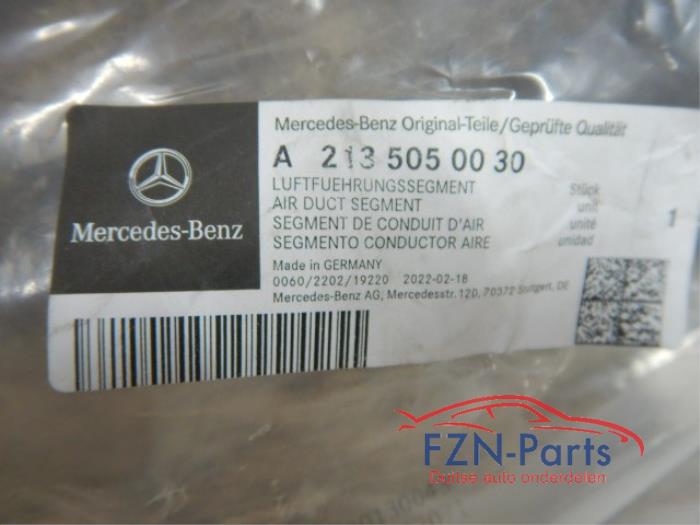 Mercedes-Benz Original-Teile/Geprüfte Qualität
A 213 505 00 30
LUFTFUEHRUNGSSEGMENT Stück
AIR DUCT SEGMENT unit
SEGMENT DE CONDUIT D'AIR unité 1
SEGMENTO CONDUCTOR AIRE unidad
Mercedes-Benz
Made in GERMANY
0060/2202/19220 2022-02-18
Mercedes-Benz AG, Mercedesstr.120, 70372 Stuttgart, DE
FZN-Parts
Duitse auto onderdelen